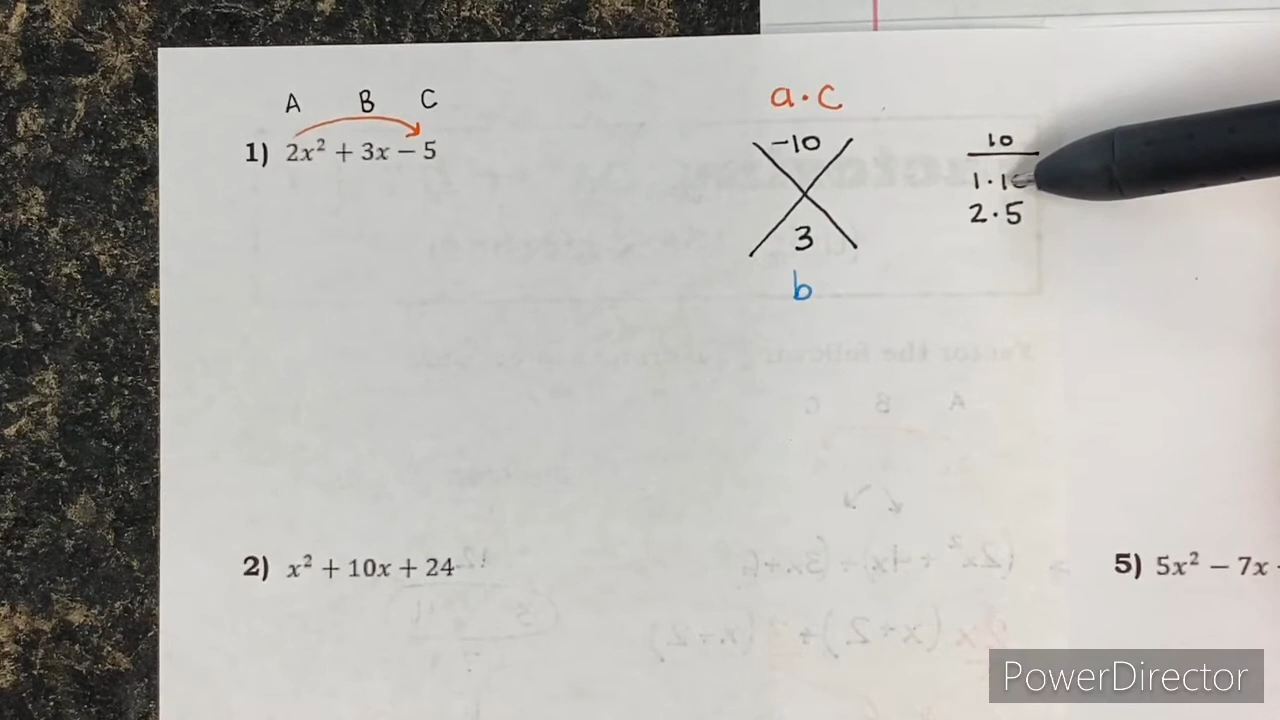 A B C
1) 2x² + 3x − 5
a·c
-10
3
b
10
1·10
2·5
2) x² + 10x + 24
5) 5x² − 7x
PowerDirector